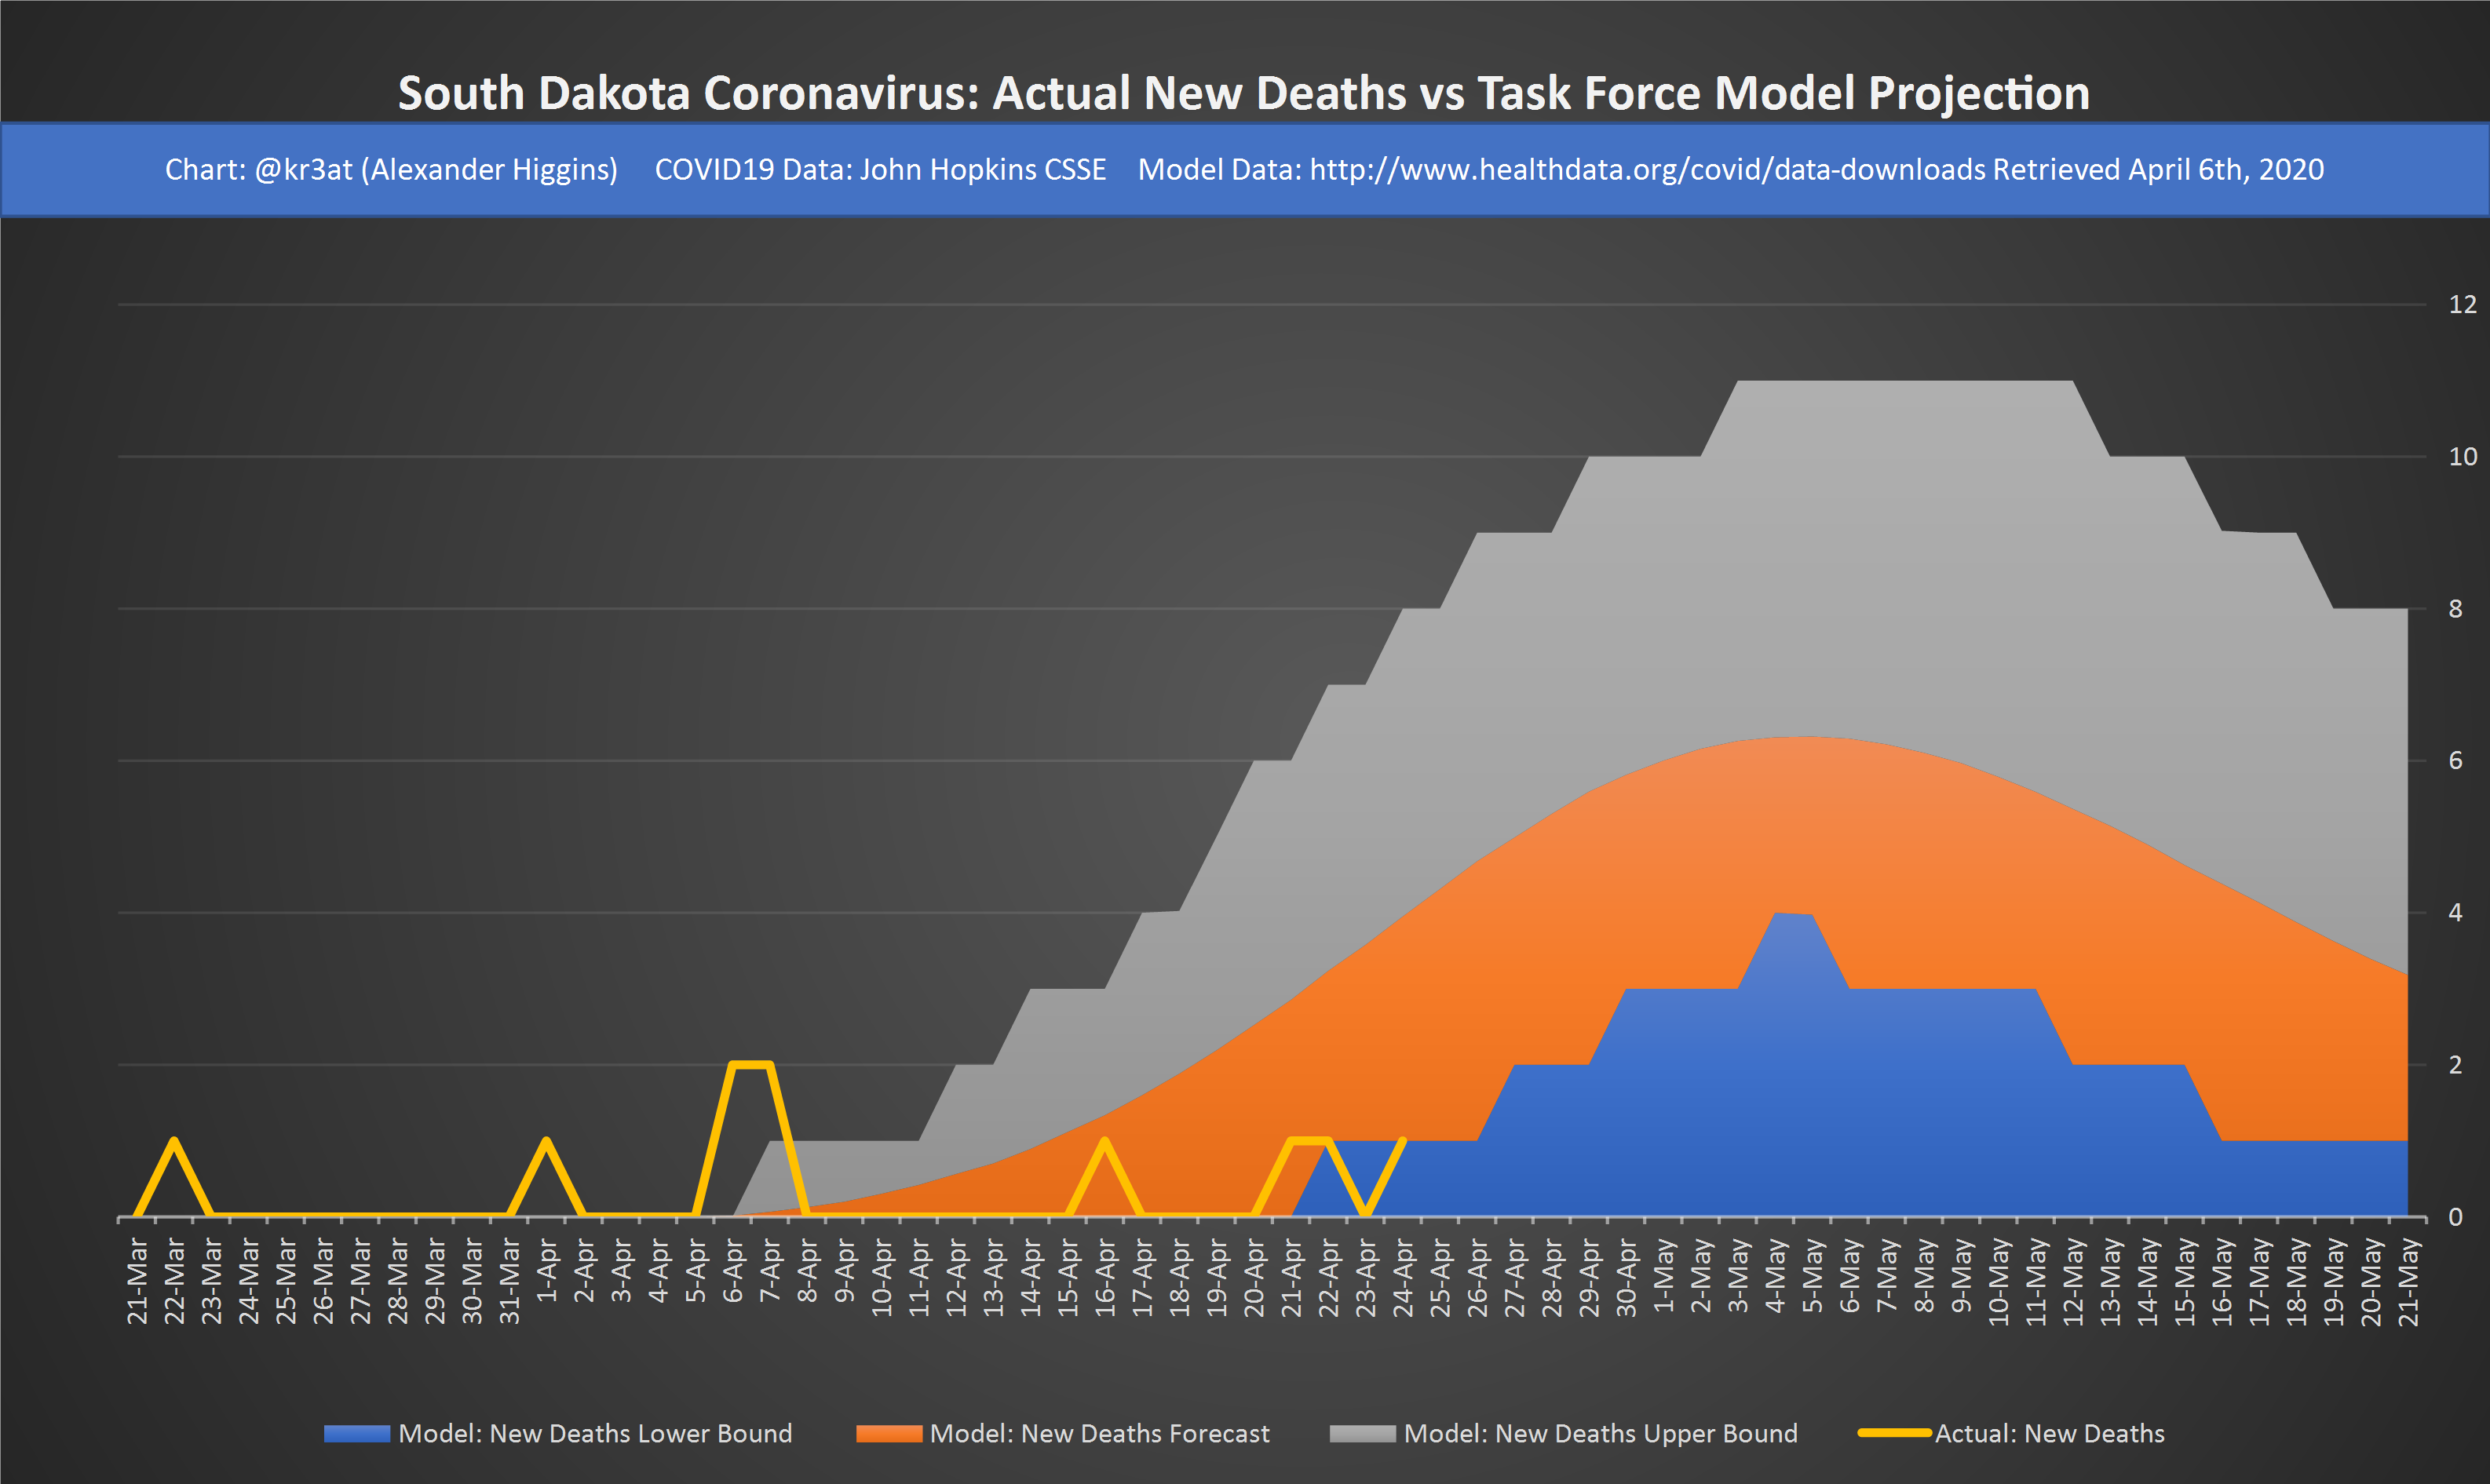 South Dakota Coronavirus: Actual New Deaths vs Task Force Model Projection
Chart: @kr3at (Alexander Higgins) COVID19 Data: John Hopkins CSSE Model Data: http://www.healthdata.org/covid/data-downloads Retrieved April 6th, 2020
12
10
8
6
4
2
0
21-Mar
22-Mar
23-Mar
24-Mar
25-Mar
26-Mar
27-Mar
28-Mar
29-Mar
30-Mar
31-Mar
1-Apr
2-Apr
3-Apr
4-Apr
5-Apr
6-Apr
7-Apr
8-Apr
9-Apr
10-Apr
11-Apr
12-Apr
13-Apr
14-Apr
15-Apr
16-Apr
17-Apr
18-Apr
19-Apr
20-Apr
21-Apr
22-Apr
23-Apr
24-Apr
25-Apr
26-Apr
27-Apr
28-Apr
29-Apr
30-Apr
1-May
2-May
3-May
4-May
5-May
6-May
7-May
8-May
9-May
10-May
11-May
12-May
13-May
14-May
15-May
16-May
17-May
18-May
19-May
20-May
21-May
Model: New Deaths Lower Bound
Model: New Deaths Forecast
Model: New Deaths Upper Bound
Actual: New Deaths